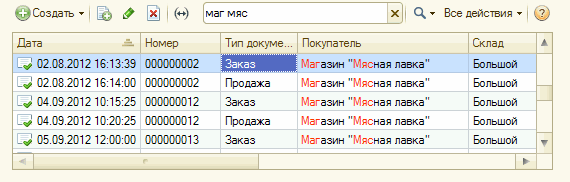 Создать маг мяс Все действия
Дата Номер Тип докуме... Покупатель Склад
02.08.2012 16:13:39 000000002 Заказ Магазин "Мясная лавка" Большой
02.08.2012 16:14:00 000000002 Продажа Магазин "Мясная лавка" Большой
04.09.2012 10:15:25 000000012 Заказ Магазин "Мясная лавка" Большой
04.09.2012 10:20:25 000000012 Продажа Магазин "Мясная лавка" Большой
05.09.2012 12:00:00 000000013 Заказ Магазин "Мясная лавка" Большой